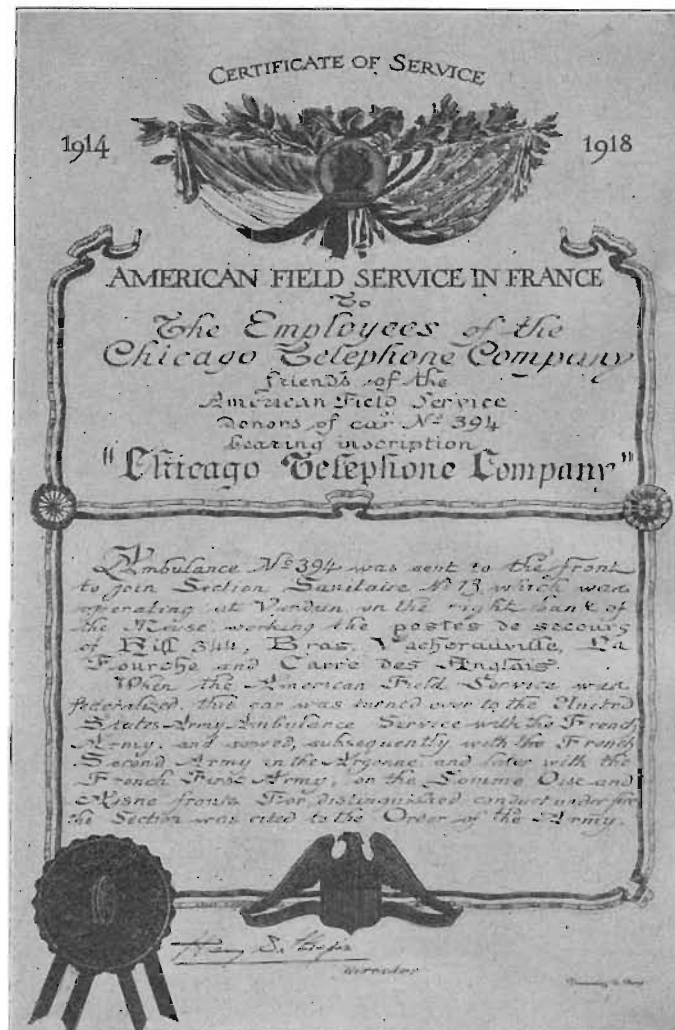 CERTIFICATE OF SERVICE
1914 1918
AMERICAN FIELD SERVICE IN FRANCE
To
The Employees of the
Chicago Telephone Company
friends of the
American Field Service
donors of car Nº 394
bearing inscription
"Chicago Telephone Company"
Ambulance Nº 394 was sent to the front
to join Section Sanitaire Nº 13 which was
operating at Verdun on the right bank of
the Meuse, working the postes de secours
of Hill 344, Bras, Vacherauville, La
Fourche and Carré des Anglais.
When the American Field Service was
federalized, this car was turned over to the United
States Army Ambulance Service with the French
Army, and served, subsequently with the French
Second Army in the Argonne, and later with the
French First Army, on the Somme Oise and
Aisne fronts. For distinguished conduct under fire
the Section was cited to the Order of the Army.
Director